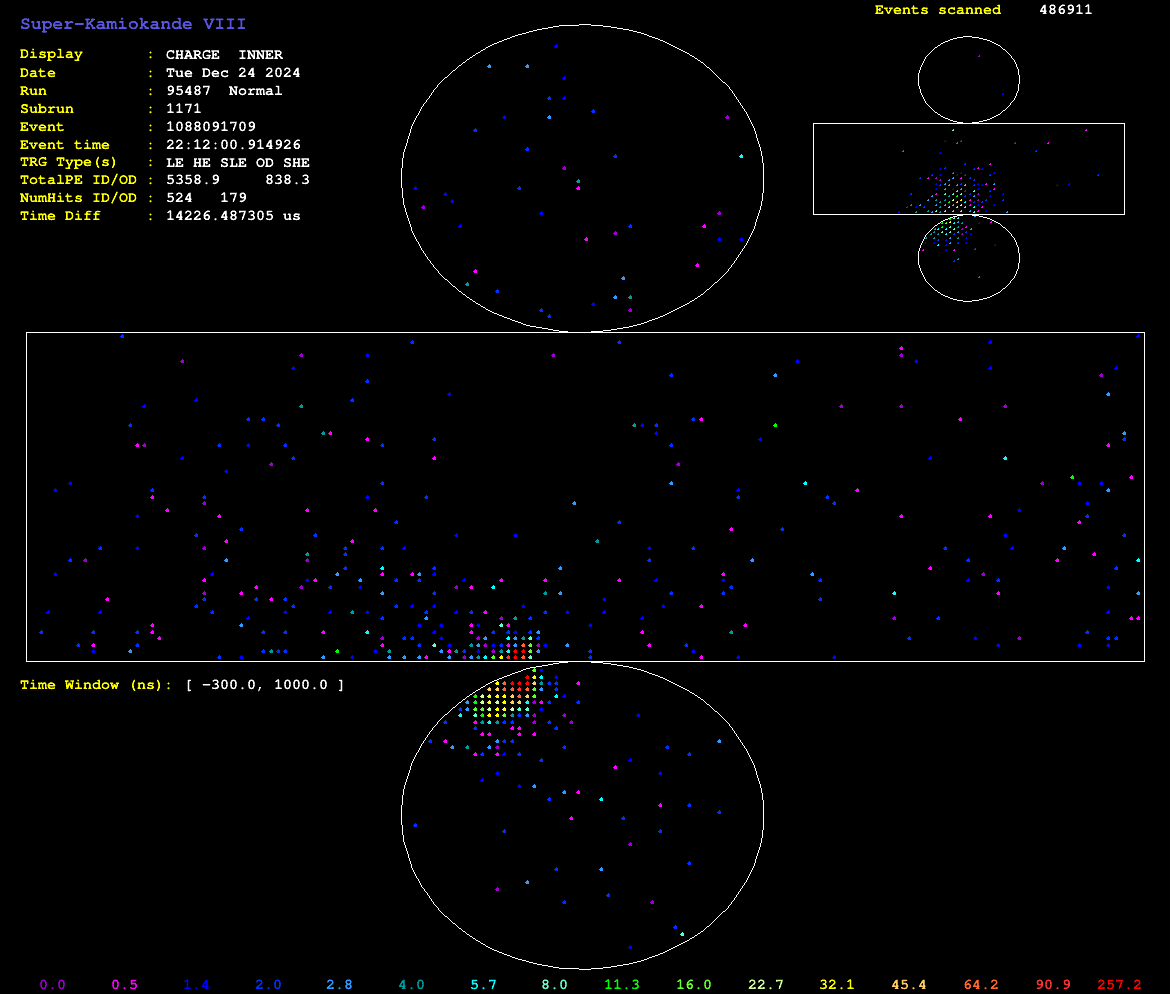 Super-Kamiokande VIII
Events scanned 486911
Display : CHARGE INNER
Date : Tue Dec 24 2024
Run : 95487 Normal
Subrun : 1171
Event : 1088091709
Event time : 22:12:00.914926
TRG Type(s) : LE HE SLE OD SHE
TotalPE ID/OD : 5358.9 838.3
NumHits ID/OD : 524 179
Time Diff : 14226.487305 us
Time Window (ns): [ −300.0, 1000.0 ]
0.0 0.5 1.4 2.0 2.8 4.0 5.7 8.0 11.3 16.0 22.7 32.1 45.4 64.2 90.9 257.2